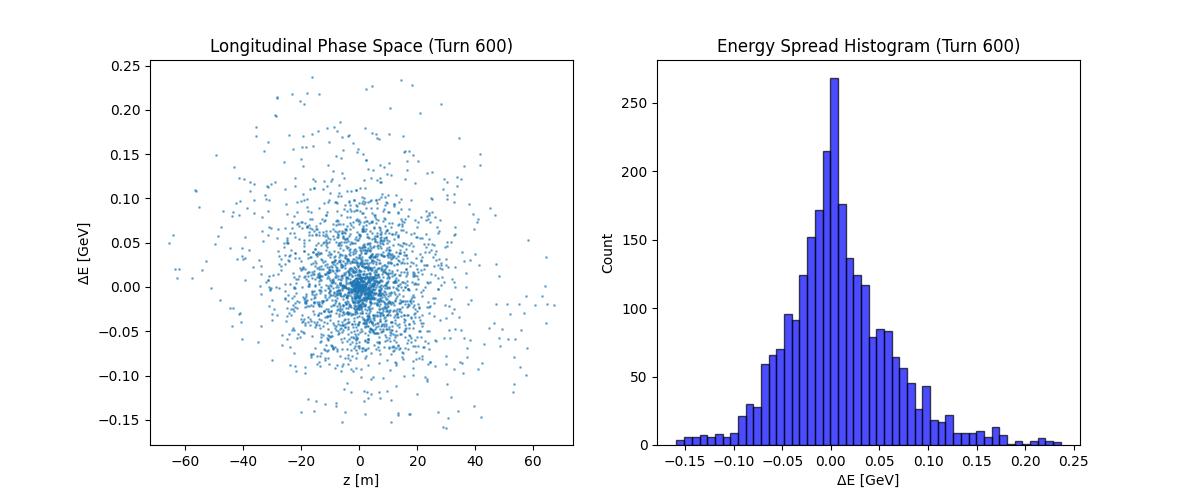 Longitudinal Phase Space (Turn 600)
0.25
0.20
0.15
0.10
0.05
0.00
−0.05
−0.10
−0.15
ΔE [GeV]
−60 −40 −20 0 20 40 60
z [m]
Energy Spread Histogram (Turn 600)
250
200
150
100
50
0
Count
−0.15 −0.10 −0.05 0.00 0.05 0.10 0.15 0.20 0.25
ΔE [GeV]